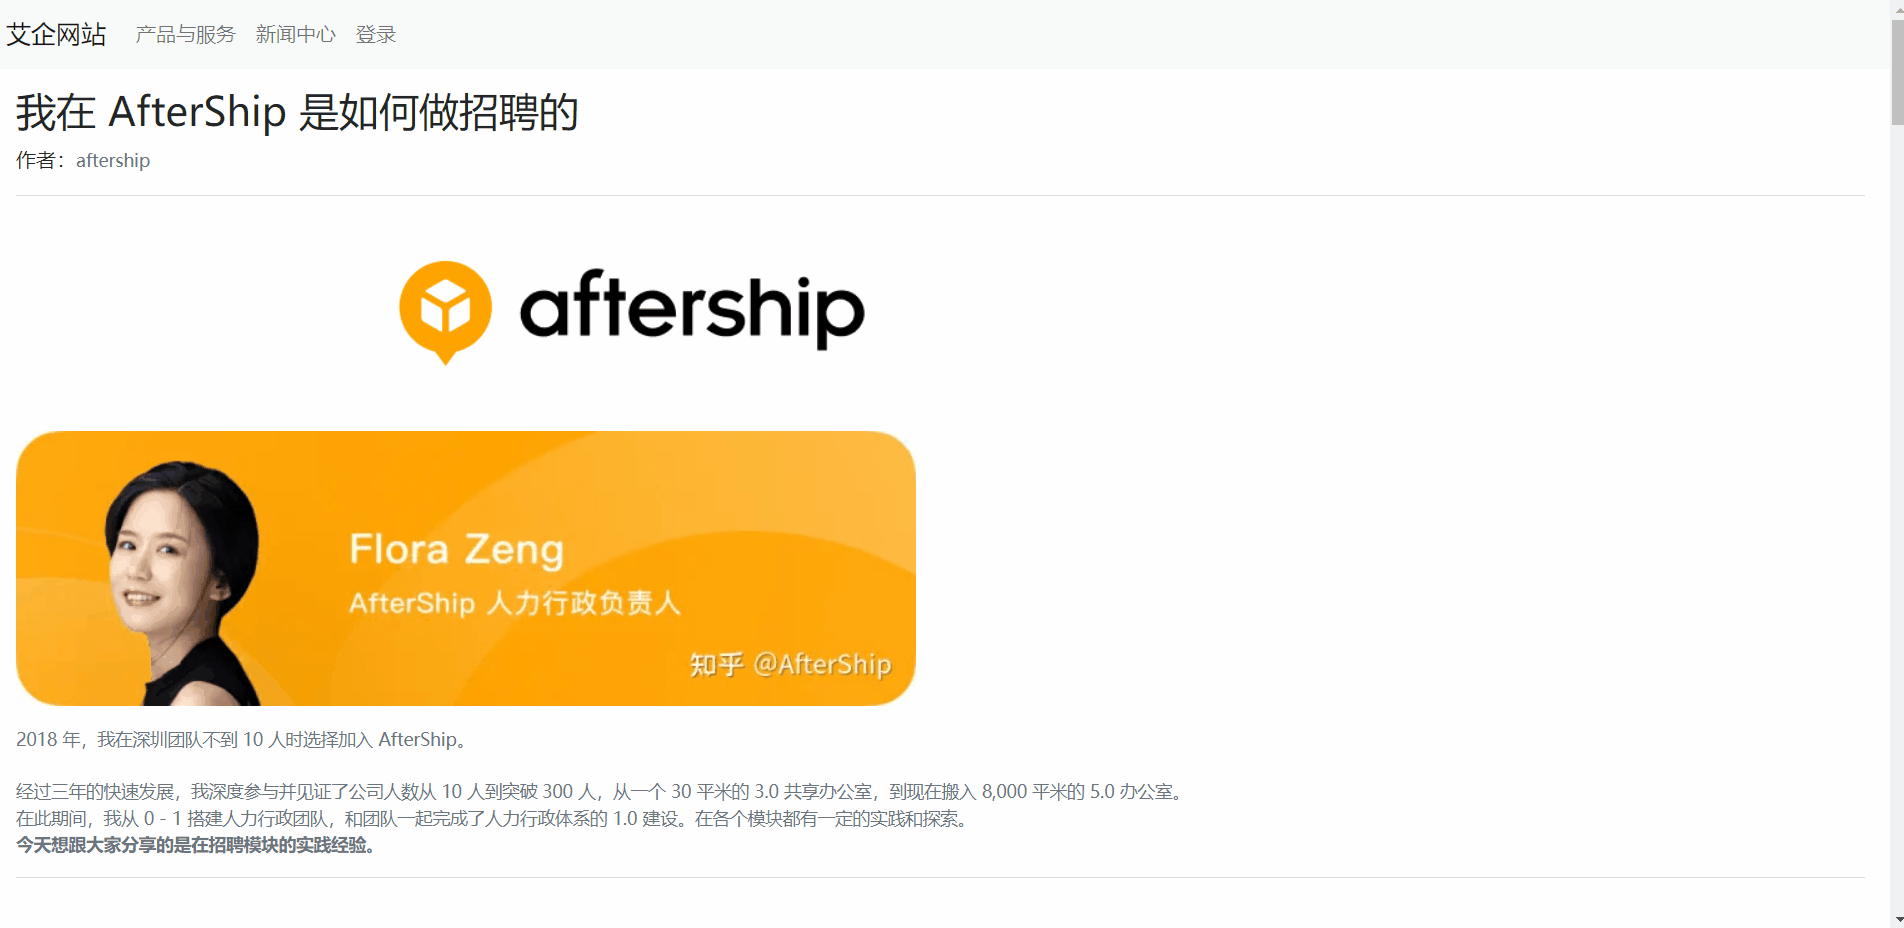 艾企网站 产品与服务 新闻中心 登录
我在 AfterShip 是如何做招聘的
作者：aftership
aftership
Flora Zeng
AfterShip 人力行政负责人
知乎 @AfterShip
2018 年，我在深圳团队不到 10 人时选择加入 AfterShip。
经过三年的快速发展，我深度参与并见证了公司人数从 10 人到突破 300 人，从一个 30 平米的 3.0 共享办公室，到现在搬入 8,000 平米的 5.0 办公室。
在此期间，我从 0 - 1 搭建人力行政团队，和团队一起完成了人力行政体系的 1.0 建设。在各个模块都有一定的实践和探索。
今天想跟大家分享的是在招聘模块的实践经验。